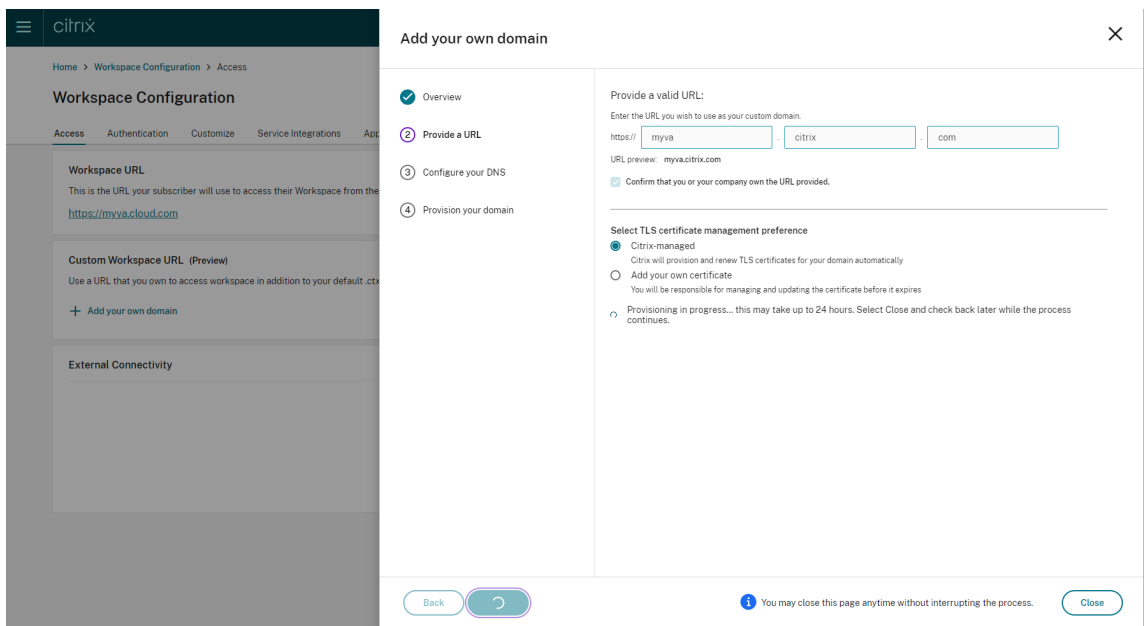 citrix
Home > Workspace Configuration > Access
Workspace Configuration
Access Authentication Customize Service Integrations App
Workspace URL
This is the URL your subscriber will use to access their Workspace from the
https://myva.cloud.com
Custom Workspace URL (Preview)
Use a URL that you own to access workspace in addition to your default .ctx
+ Add your own domain
External Connectivity
Add your own domain
Overview
2 Provide a URL
3 Configure your DNS
4 Provision your domain
Provide a valid URL:
Enter the URL you wish to use as your custom domain.
https:// myva . citrix . com
URL preview: myva.citrix.com
Confirm that you or your company own the URL provided.
Select TLS certificate management preference
Citrix-managed
Citrix will provision and renew TLS certificates for your domain automatically
Add your own certificate
You will be responsible for managing and updating the certificate before it expires
Provisioning in progress... this may take up to 24 hours. Select Close and check back later while the process
continues.
Back
You may close this page anytime without interrupting the process.
Close